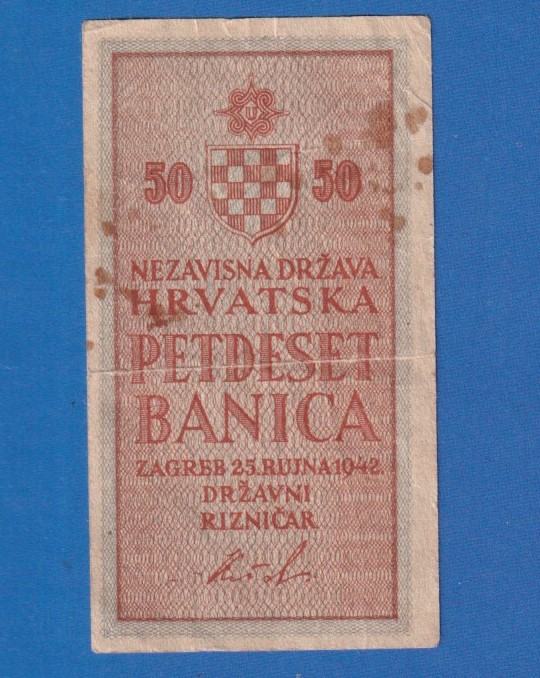 U
50 50
NEZAVISNA DRŽAVA
HRVATSKA
PETDESET
BANICA
ZAGREB 25. RUJNA 1942.
DRŽAVNI
RIZNIČAR